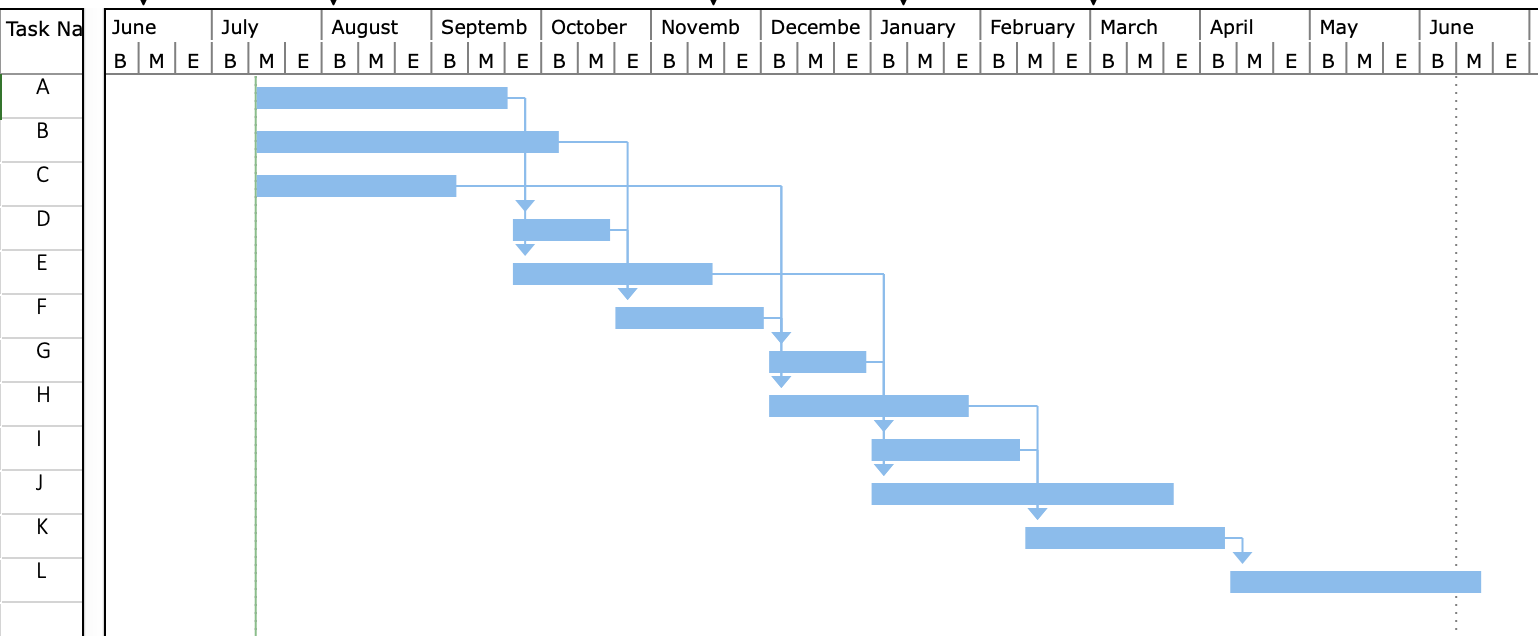 Task Na June July August Septemb October Novemb Decembe January February March April May June
B M E B M E B M E B M E B M E B M E B M E B M E B M E B M E B M E B M E B M E
A
B
C
D
E
F
G
H
I
J
K
L